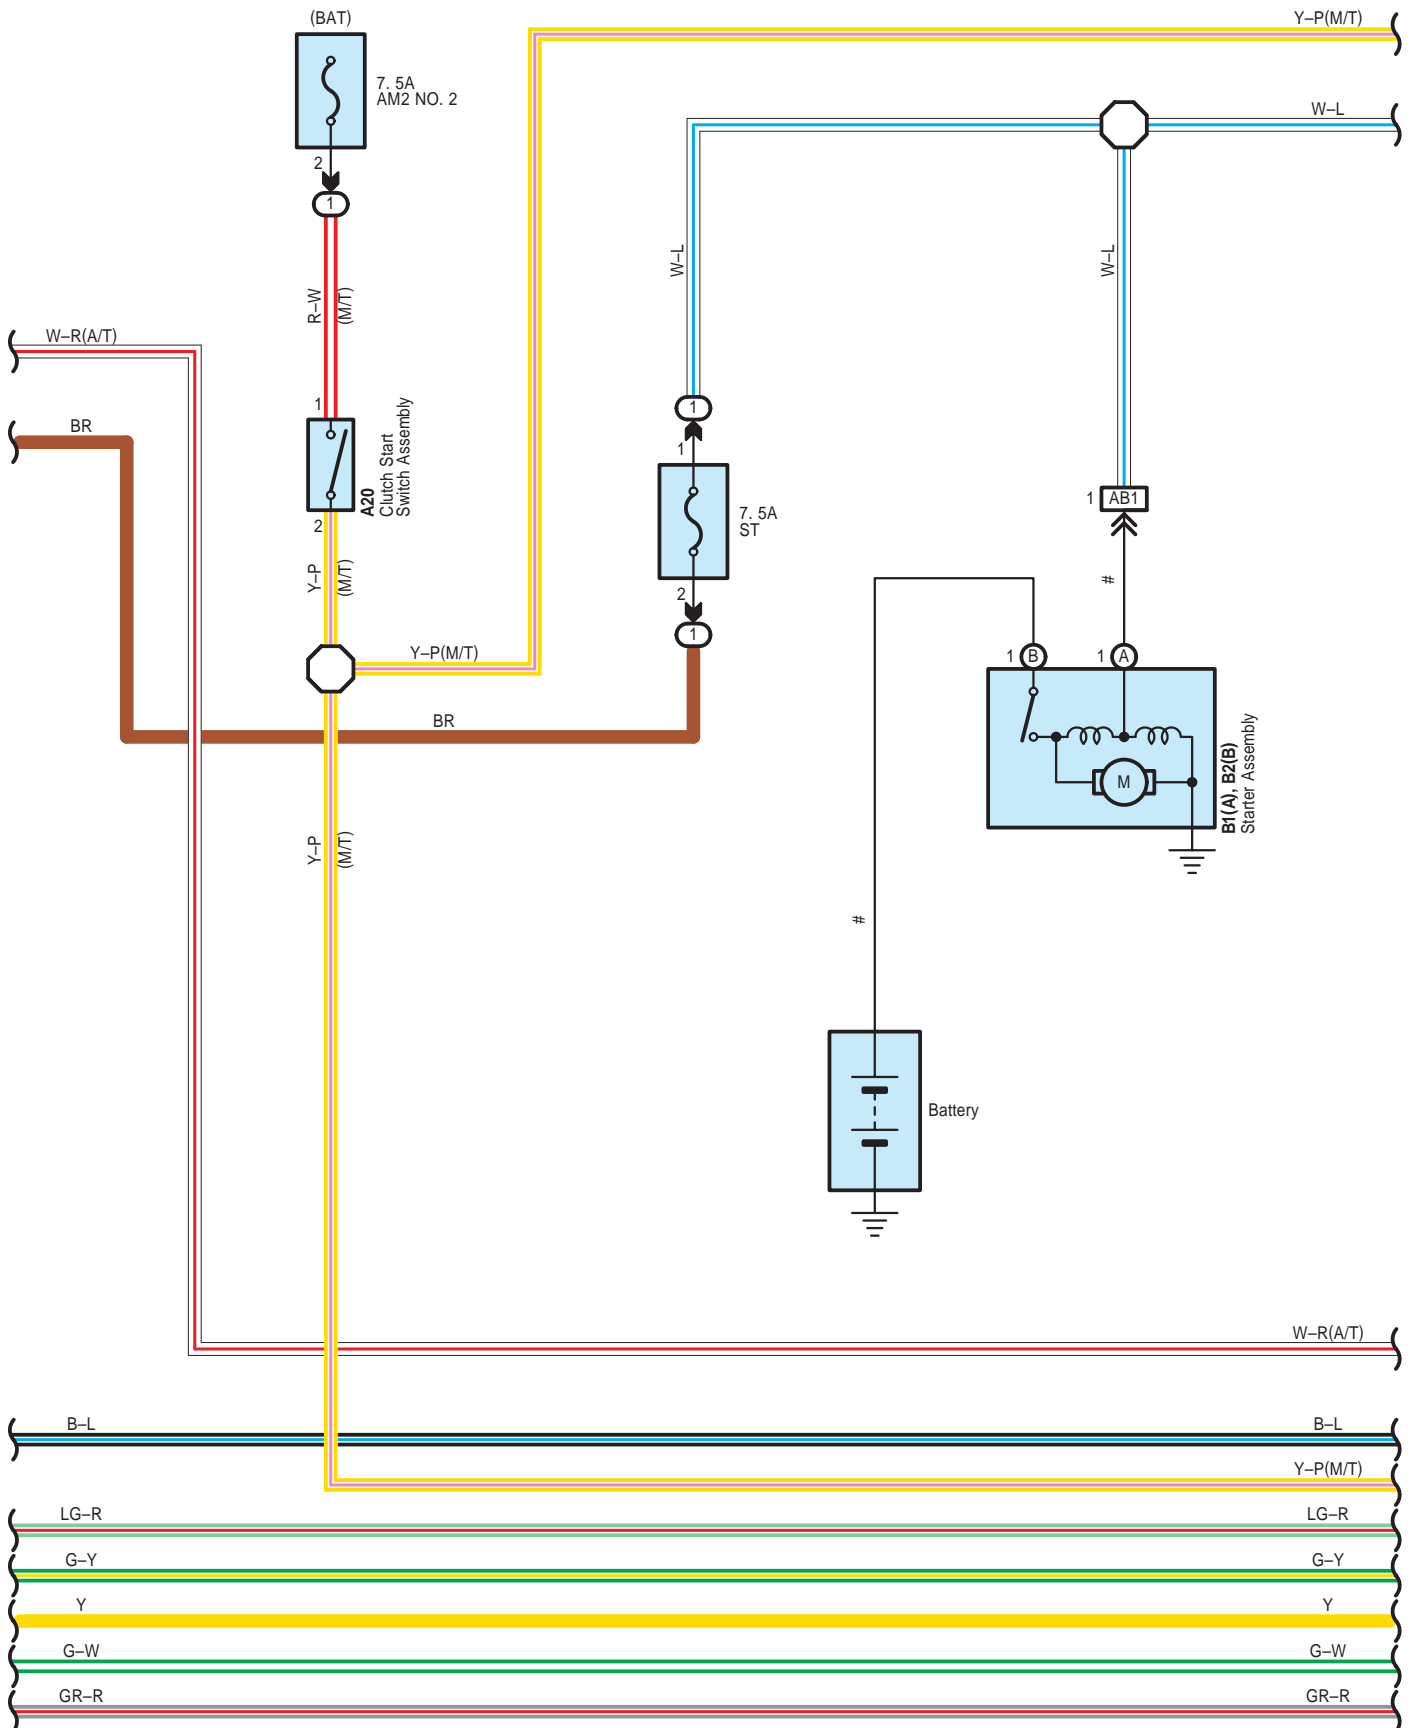 (BAT)
Y–P(M/T)
7. 5A
AM2 NO. 2
W–L
2
1
W–L
W–L
R–W
(M/T)
W–R(A/T)
1
BR
1
A20
Clutch Start
Switch Assembly
1
1 AB1
7. 5A
ST
2
Y–P
(M/T)
#
2
1
Y–P(M/T)
1 B
1 A
BR
M
B1(A), B2(B)
Starter Assembly
Y–P
(M/T)
#
Battery
W–R(A/T)
B–L
B–L
Y–P(M/T)
LG–R
LG–R
G–Y
G–Y
Y
Y
G–W
G–W
GR–R
GR–R